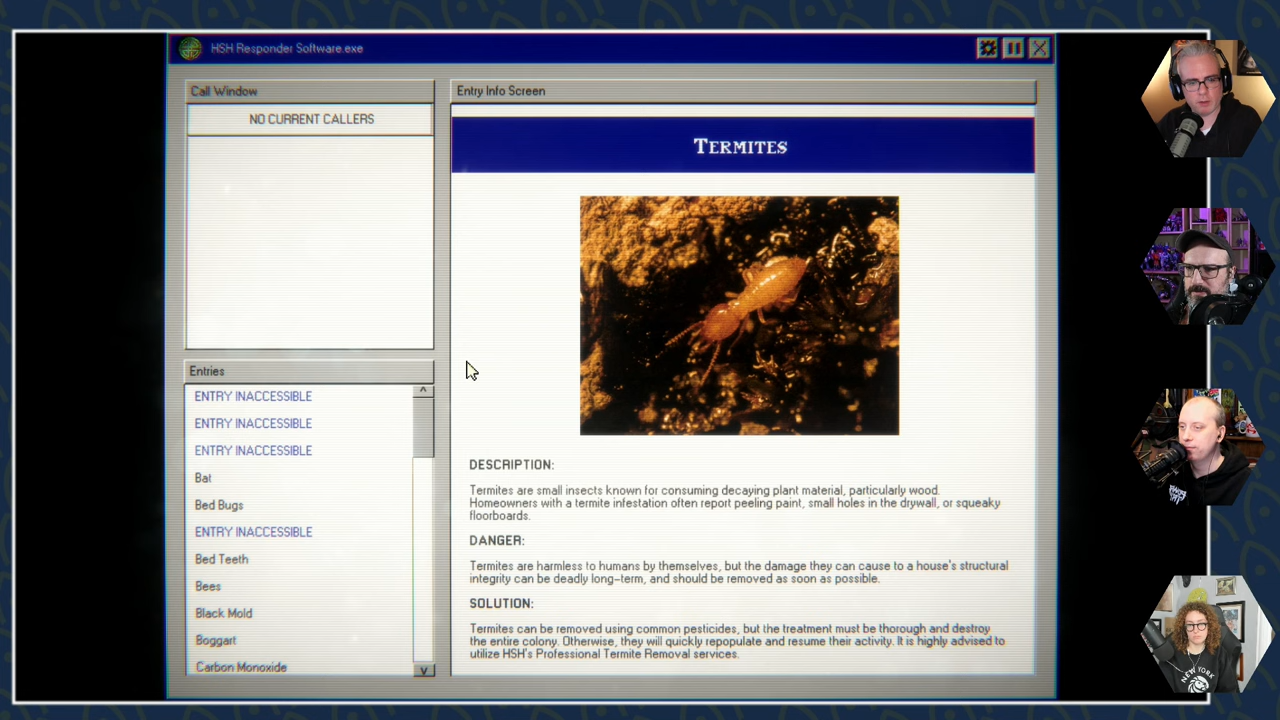 HSH Responder Software.exe
Call Window
NO CURRENT CALLERS
Entries
ENTRY INACCESSIBLE
ENTRY INACCESSIBLE
ENTRY INACCESSIBLE
Bat
Bed Bugs
ENTRY INACCESSIBLE
Bed Teeth
Bees
Black Mold
Boggart
Carbon Monoxide
Entry Info Screen
TERMITES
DESCRIPTION:
Termites are small insects known for consuming decaying plant material, particularly wood.
Homeowners with a termite infestation often report peeling paint, small holes in the drywall, or squeaky
floorboards.
DANGER:
Termites are harmless to humans by themselves, but the damage they can cause to a house's structural
integrity can be deadly long-term, and should be removed as soon as possible.
SOLUTION:
Termites can be removed using common pesticides, but the treatment must be thorough and destroy
the entire colony. Otherwise, they will quickly repopulate and resume their activity. It is highly advised to
utilize HSH's Professional Termite Removal services.
NEW YORK